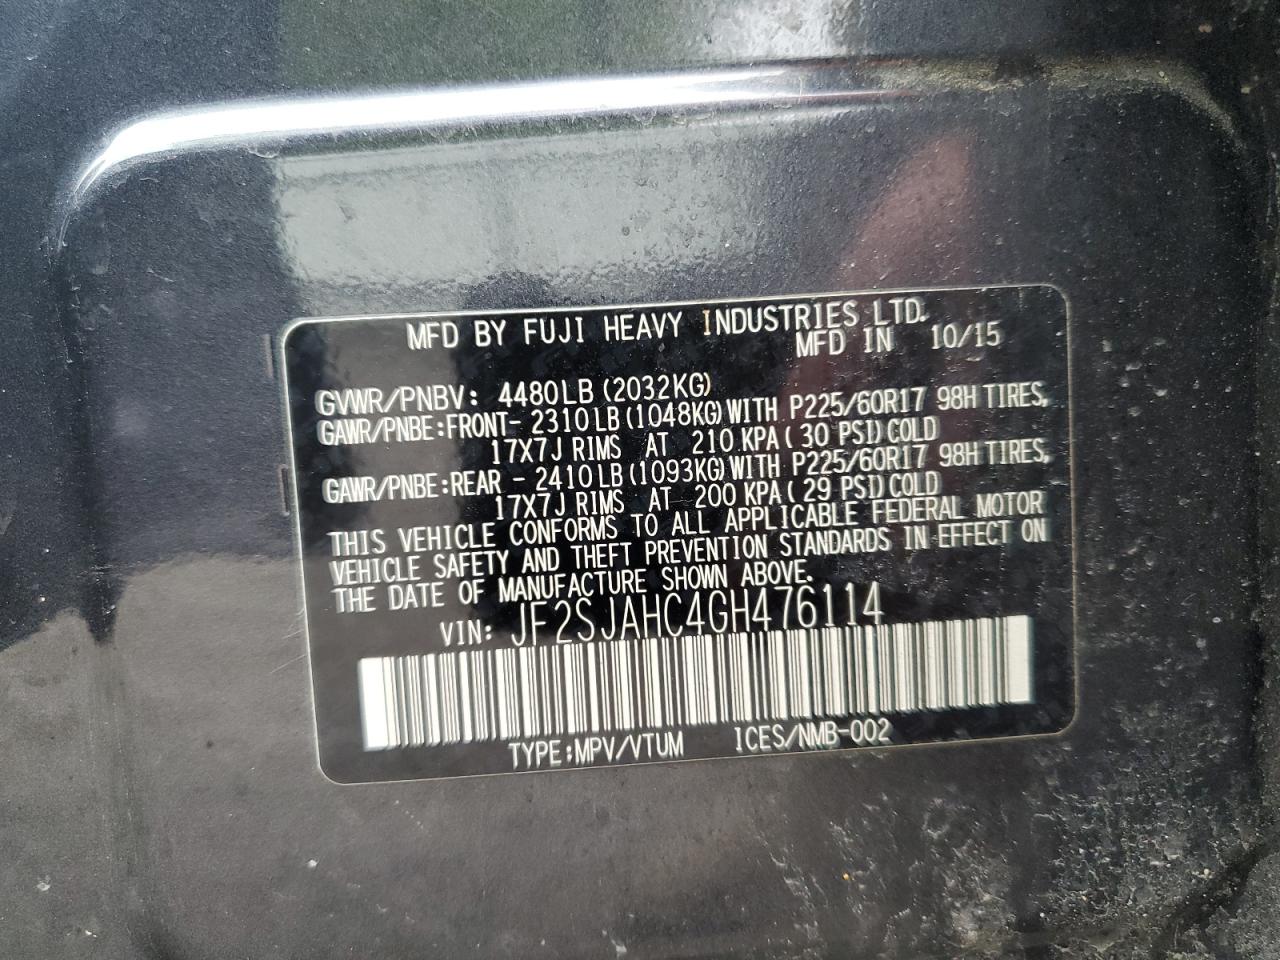 MFD BY FUJI HEAVY INDUSTRIES LTD.
MFD IN 10/15
GVWR/PNBV: 4480LB (2032KG)
GAWR/PNBE:FRONT- 2310LB (1048KG) WITH P225/60R17 98H TIRES,
17X7J RIMS AT 210 KPA ( 30 PSI) COLD
GAWR/PNBE:REAR - 2410LB (1093KG) WITH P225/60R17 98H TIRES,
17X7J RIMS AT 200 KPA ( 29 PSI) COLD
THIS VEHICLE CONFORMS TO ALL APPLICABLE FEDERAL MOTOR
VEHICLE SAFETY AND THEFT PREVENTION STANDARDS IN EFFECT ON
THE DATE OF MANUFACTURE SHOWN ABOVE.
VIN: JF2SJAHC4GH476114
TYPE:MPV/VTUM ICES/NMB-002